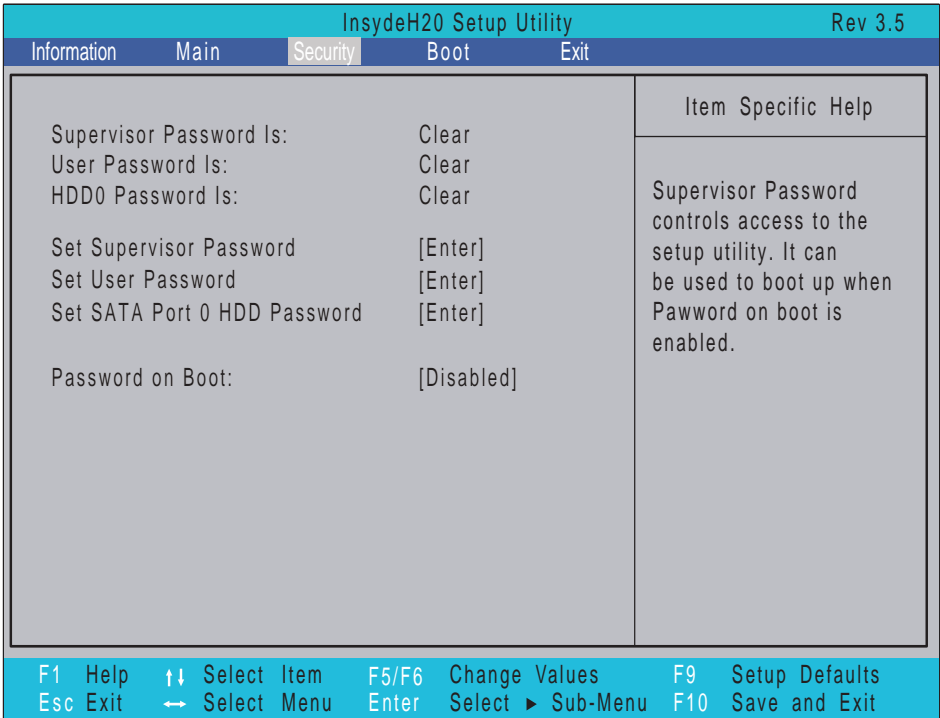 InsydeH20 Setup Utility Rev 3.5
Information Main Security Boot Exit
Item Specific Help
Supervisor Password Is: Clear
User Password Is: Clear
HDD0 Password Is: Clear
Set Supervisor Password [Enter]
Set User Password [Enter]
Set SATA Port 0 HDD Password [Enter]
Password on Boot: [Disabled]
Supervisor Password
controls access to the
setup utility. It can
be used to boot up when
Pawword on boot is
enabled.
F1 Help ↑↓ Select Item F5/F6 Change Values F9 Setup Defaults
Esc Exit ↔ Select Menu Enter Select ► Sub-Menu F10 Save and Exit